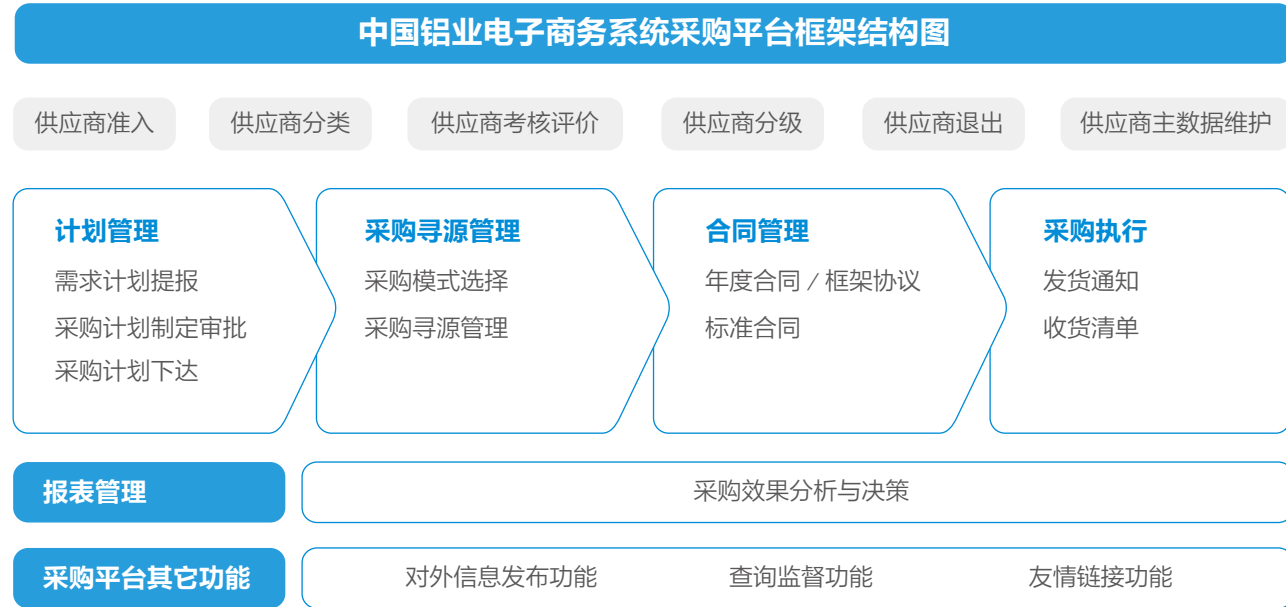 中国铝业电子商务系统采购平台框架结构图
供应商准入 供应商分类 供应商考核评价 供应商分级 供应商退出 供应商主数据维护
计划管理
需求计划提报
采购计划制定审批
采购计划下达
采购寻源管理
采购模式选择
采购寻源管理
合同管理
年度合同 / 框架协议
标准合同
采购执行
发货通知
收货清单
报表管理 采购效果分析与决策
采购平台其它功能 对外信息发布功能 查询监督功能 友情链接功能